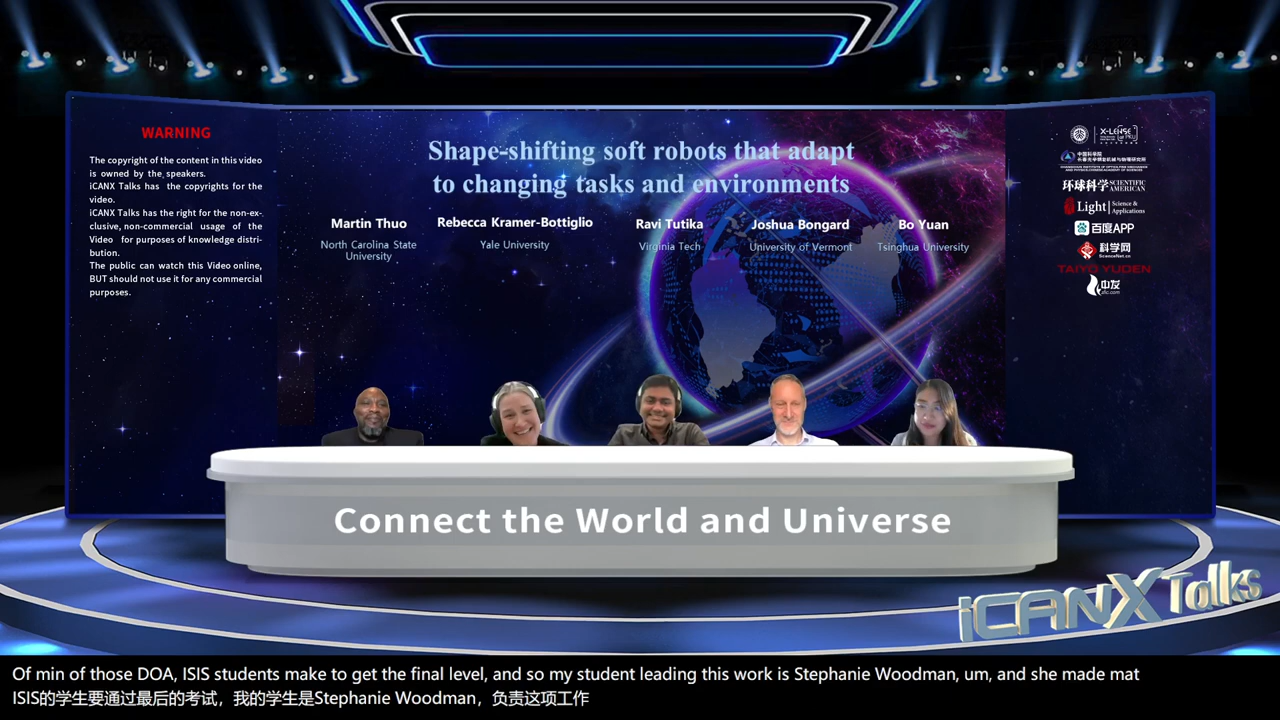 WARNING
The copyright of the content in this video
is owned by the speakers.
iCANX Talks has the copyrights for the
video.
iCANX Talks has the right for the non-ex-
clusive, non-commercial usage of the
Video for purposes of knowledge distri-
bution.
The public can watch this Video online,
BUT should not use it for any commercial
purposes.
Shape-shifting soft robots that adapt
to changing tasks and environments
Martin Thuo
North Carolina State
University
Rebecca Kramer-Bottiglio
Yale University
Ravi Tutika
Virginia Tech
Joshua Bongard
University of Vermont
Bo Yuan
Tsinghua University
X-LENSE
中国科学院
环球科学 SCIENTIFIC
AMERICAN
Light Science &
Applications
百度APP
科学网
ScienceNet.cn
TAIYO YUDEN
Connect the World and Universe
iCANX Talks
Of min of those DOA, ISIS students make to get the final level, and so my student leading this work is Stephanie Woodman, um, and she made mat
ISIS的学生要通过最后的考试，我的学生是Stephanie Woodman，负责这项工作